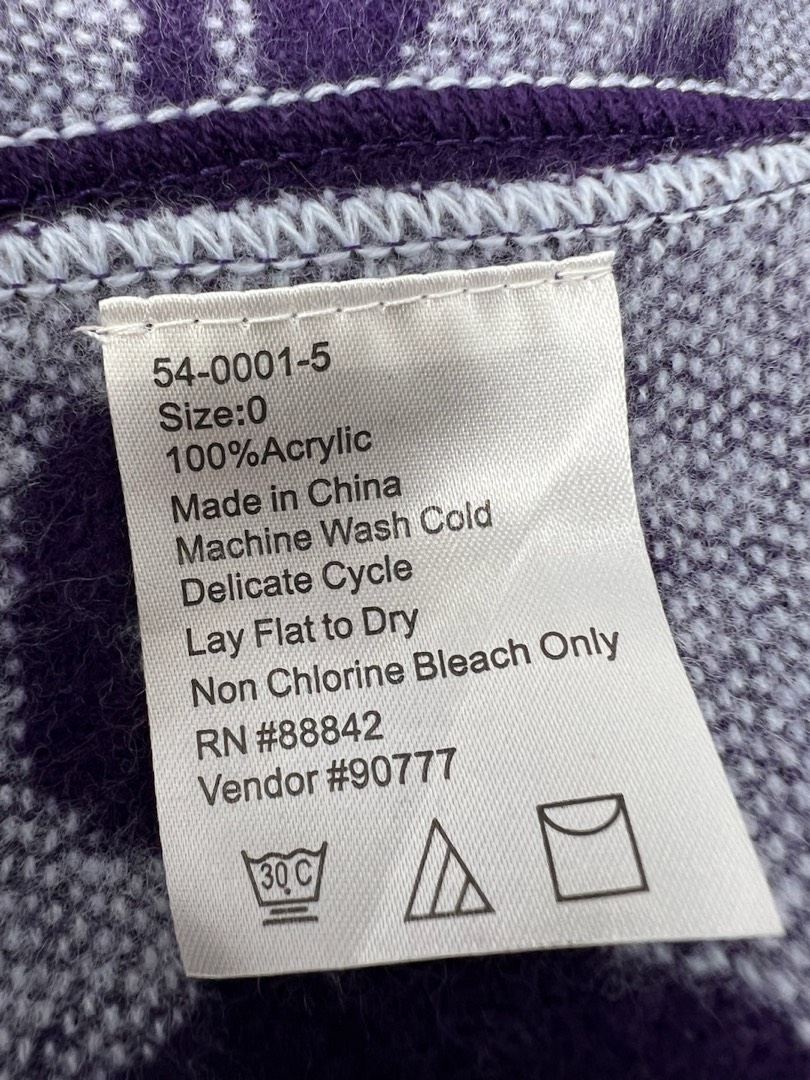 54-0001-5
Size:0
100%Acrylic
Made in China
Machine Wash Cold
Delicate Cycle
Lay Flat to Dry
Non Chlorine Bleach Only
RN #88842
Vendor #90777
30 C